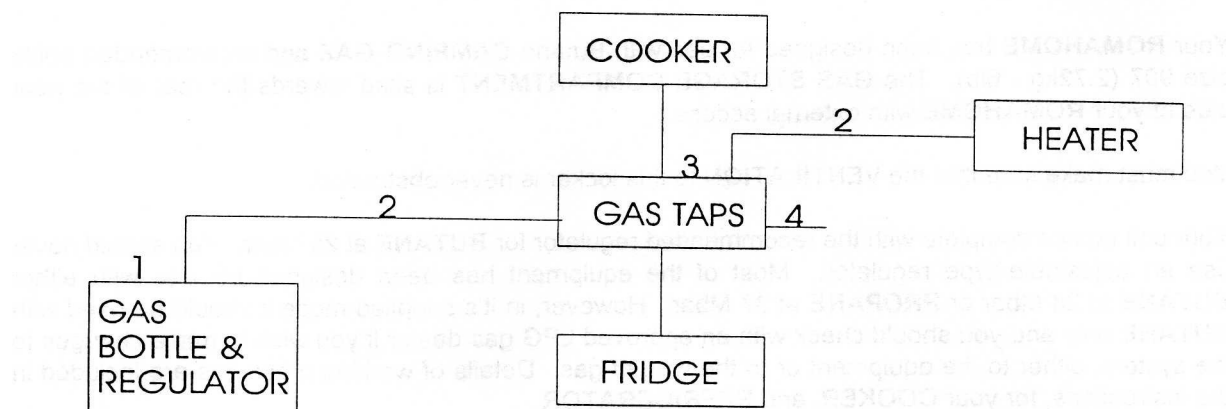 COOKER
2
HEATER
3
2
GAS TAPS
4
1
GAS
BOTTLE &
REGULATOR
FRIDGE